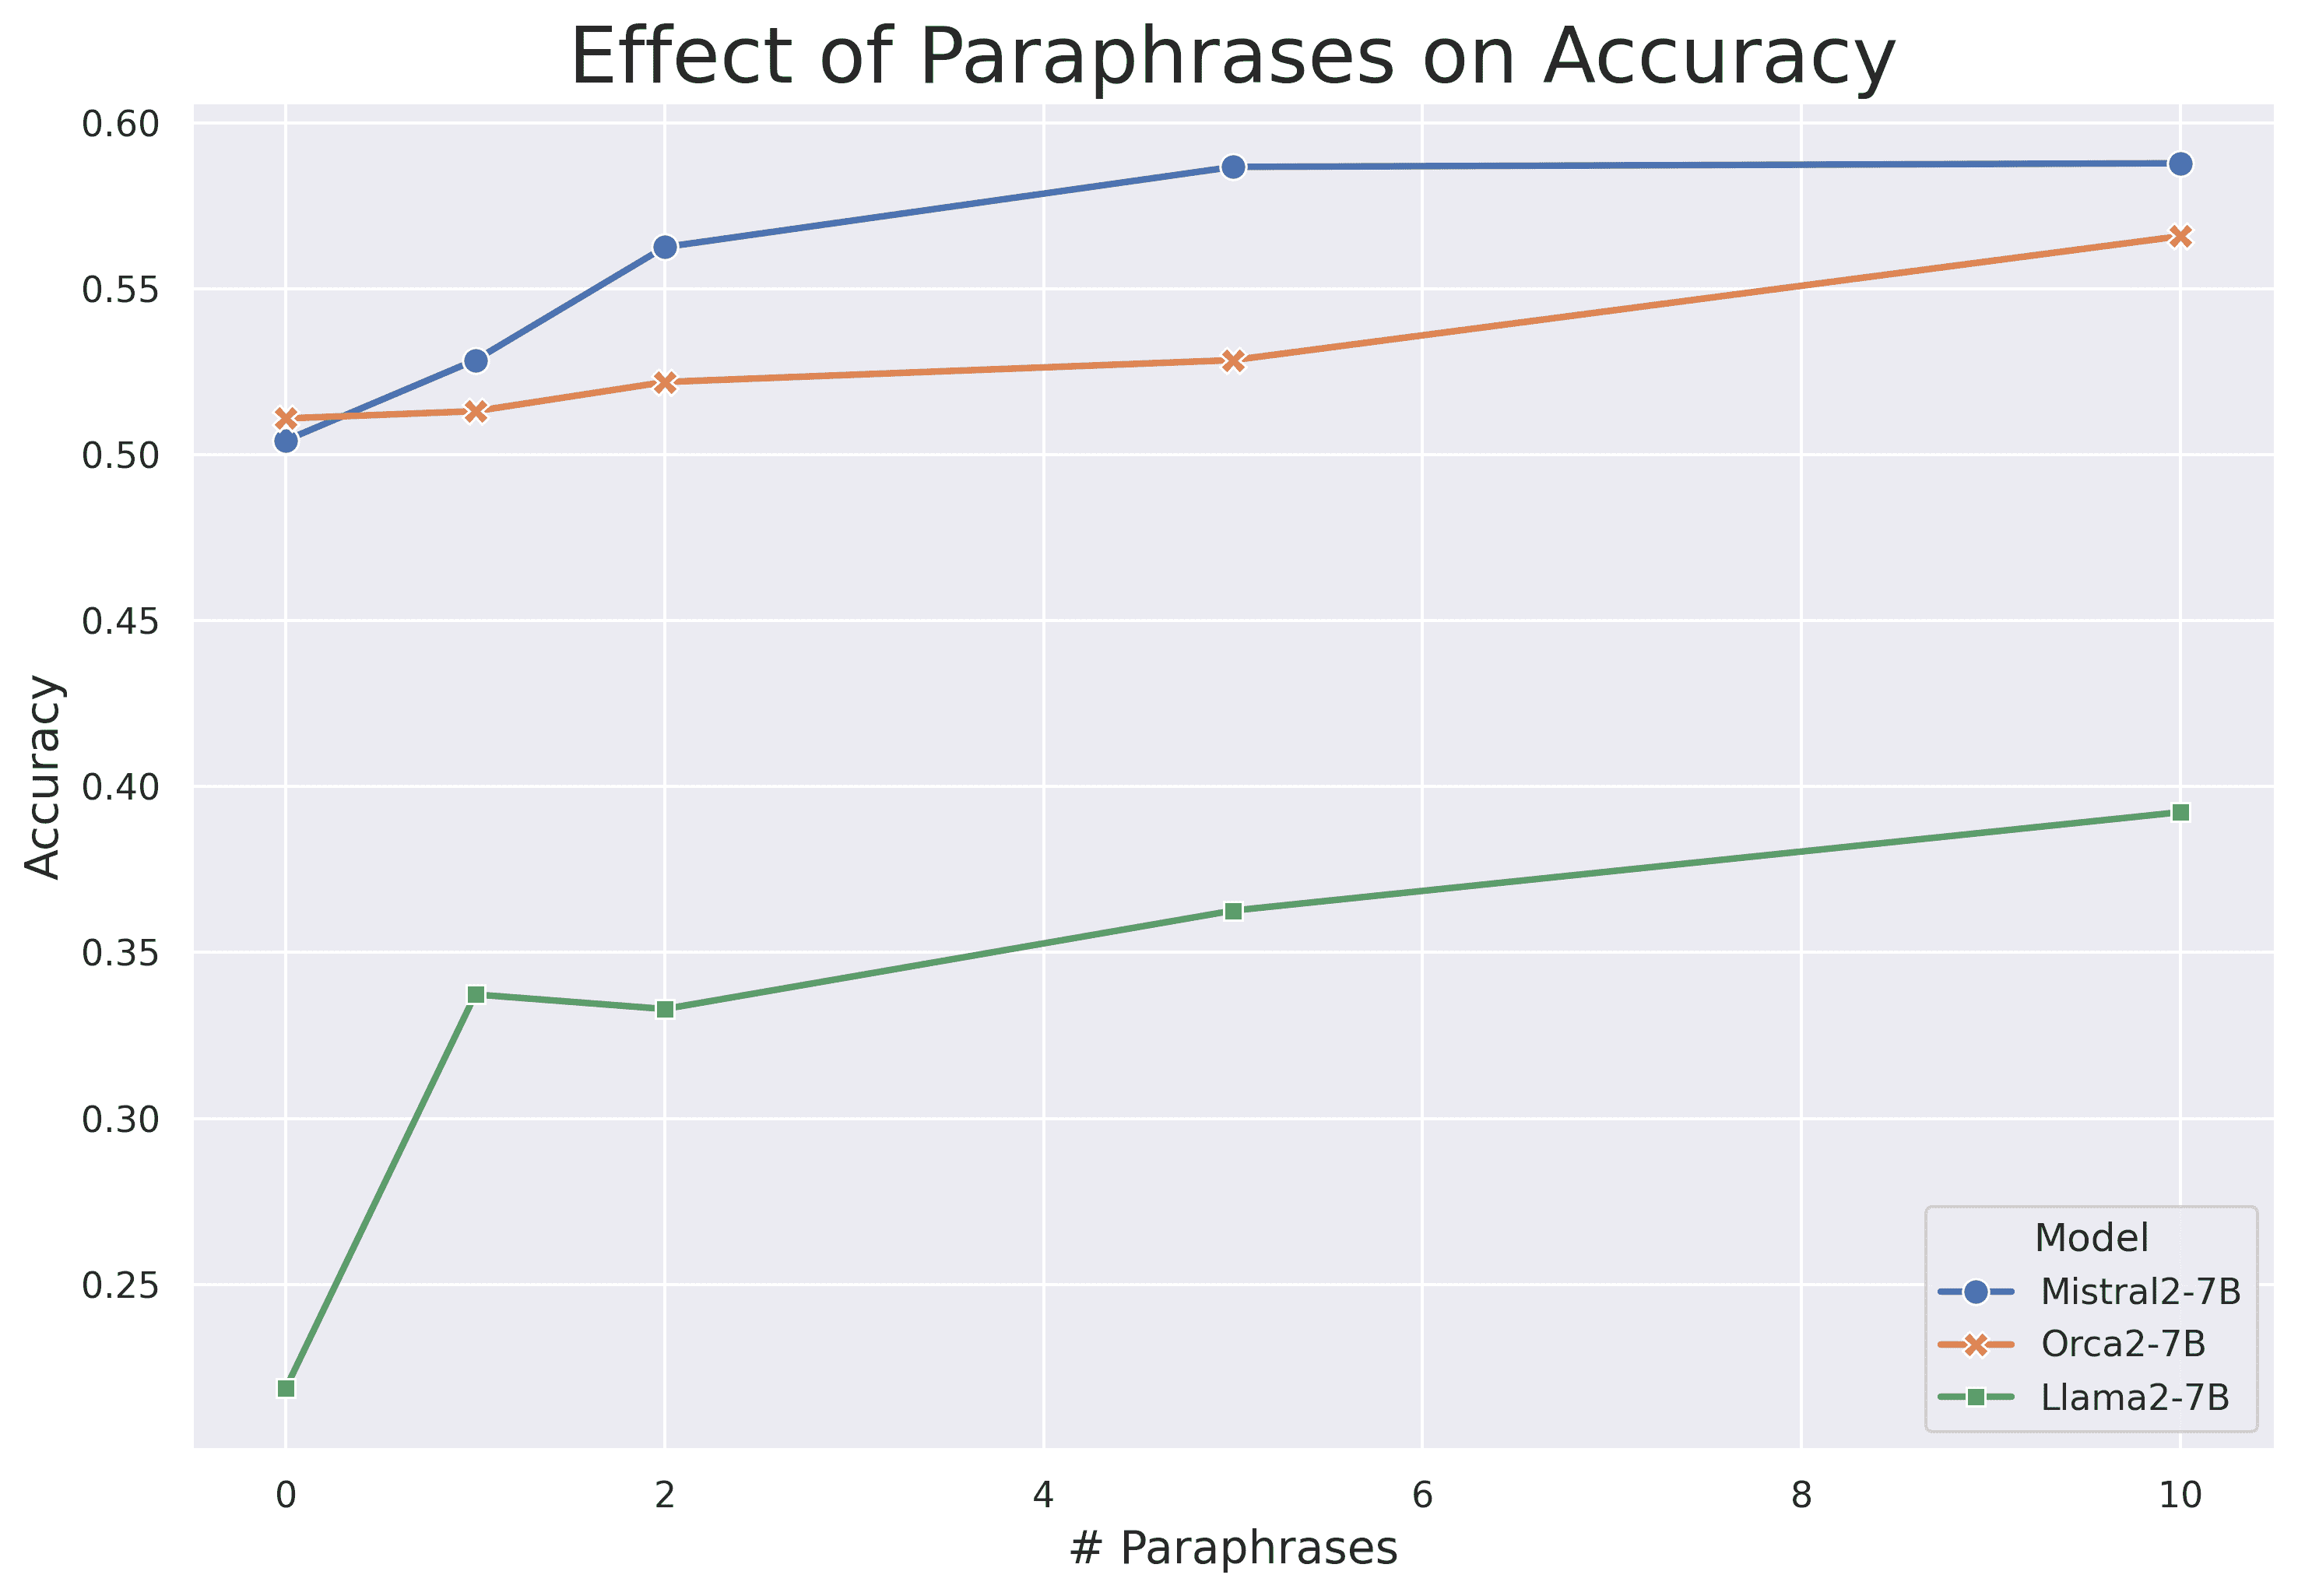 Effect of Paraphrases on Accuracy
0.60
0.55
0.50
0.45
0.40
0.35
0.30
0.25
Accuracy
0 2 4 6 8 10
# Paraphrases
Model
Mistral2-7B
Orca2-7B
Llama2-7B